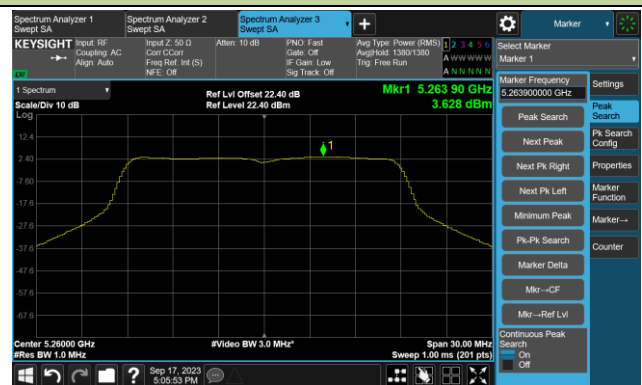 Spectrum Analyzer 1
Swept SA
Spectrum Analyzer 2
Swept SA
Spectrum Analyzer 3
Swept SA
Marker
KEYSIGHT
Input: RF
Coupling: AC
Align: Auto
Input Z: 50 Ω
Corr CCorr
Freq Ref: Int (S)
NFE: Off
Atten: 10 dB
PNO: Fast
Gate: Off
IF Gain: Low
Sig Track: Off
Avg Type: Power (RMS)
Avg|Hold: 1380/1380
Trig: Free Run
1 2 3 4 5 6
A W W W W W
A N N N N N
LW
Select Marker
Marker 1
1 Spectrum
Scale/Div 10 dB
Log
Ref Lvl Offset 22.40 dB
Ref Level 22.40 dBm
Mkr1 5.263 90 GHz
3.628 dBm
1
12.4
2.40
-7.60
-17.6
-27.6
-37.6
-47.6
-57.6
-67.6
Center 5.26000 GHz
#Res BW 1.0 MHz
#Video BW 3.0 MHz*
Span 30.00 MHz
Sweep 1.00 ms (201 pts)
Marker Frequency
5.263900000 GHz
Peak Search
Next Peak
Next Pk Right
Next Pk Left
Minimum Peak
Pk-Pk Search
Marker Delta
Mkr→CF
Mkr→Ref Lvl
Continuous Peak
Search
On
Off
Settings
Peak
Search
Pk Search
Config
Properties
Marker
Function
Marker→
Counter
Sep 17, 2023
5:05:53 PM